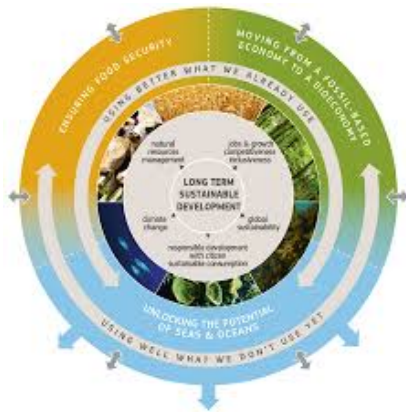 ENSURING FOOD SECURITY
MOVING FROM A FOSSIL-BASED
ECONOMY TO A BIOECONOMY
USING BETTER WHAT WE ALREADY USE
natural
resources
management
jobs & growth
competitiveness
inclusiveness
LONG TERM
SUSTAINABLE
DEVELOPMENT
climate
change
global
sustainability
responsible development
with citizen
sustainable consumption
UNLOCKING THE POTENTIAL
OF SEAS & OCEANS
USING WELL WHAT WE DON'T USE YET